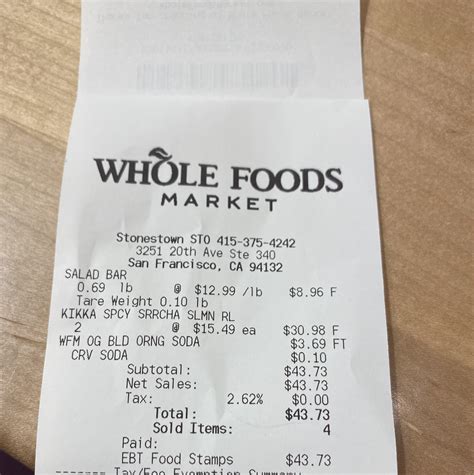 WHOLE FOODS
MARKET
Stonestown STO 415-375-4242
3251 20th Ave Ste 340
San Francisco, CA 94132
SALAD BAR
0.69 lb @ $12.99 /lb $8.96 F
Tare Weight 0.10 lb
KIKKA SPCY SRRCHA SLMN RL
2 @ $15.49 ea $30.98 F
WFM OG BLD ORNG SODA $3.69 FT
CRV SODA $0.10
Subtotal: $43.73
Net Sales: $43.73
Tax: 2.62% $0.00
Total: $43.73
Sold Items: 4
Paid:
EBT Food Stamps $43.73
------- Tax/Fee Exemption Summary